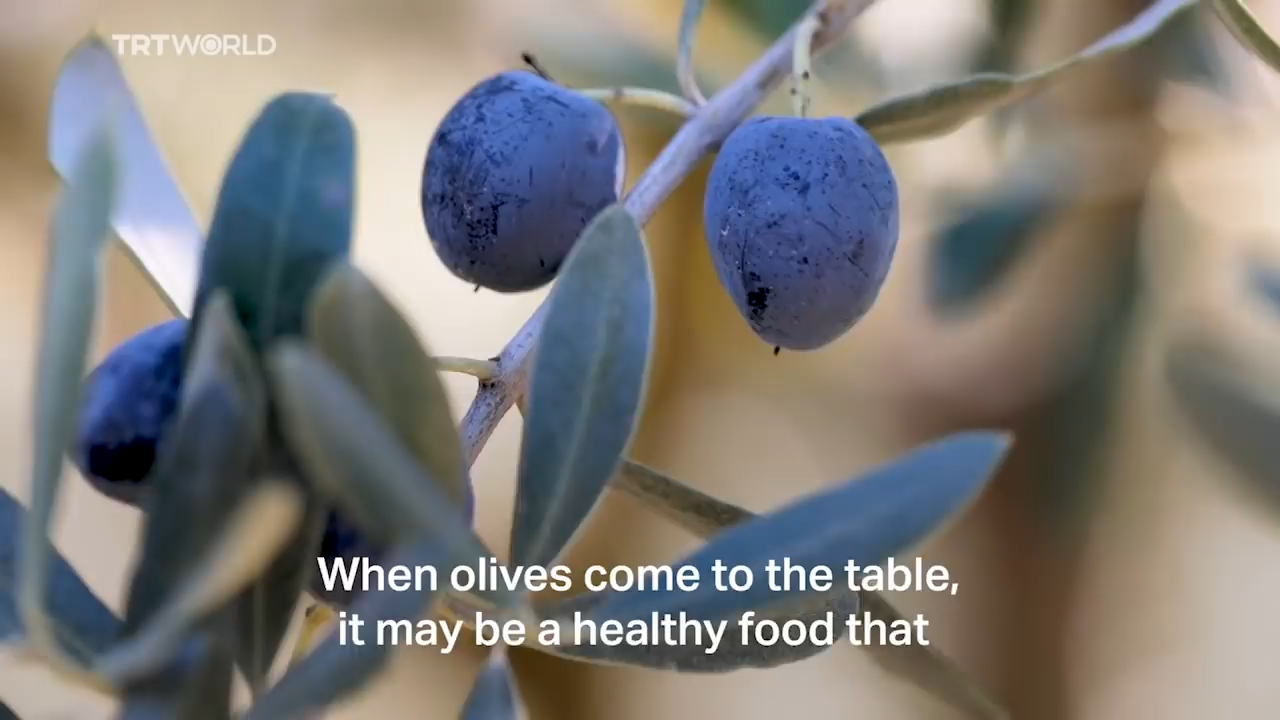 TRTWORLD
When olives come to the table,
it may be a healthy food that